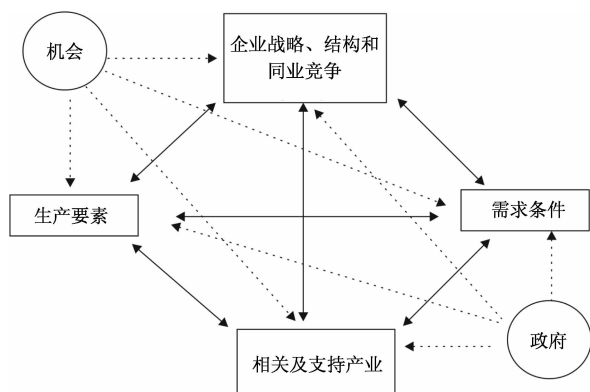 机会
企业战略、结构和
同业竞争
生产要素
需求条件
相关及支持产业
政府